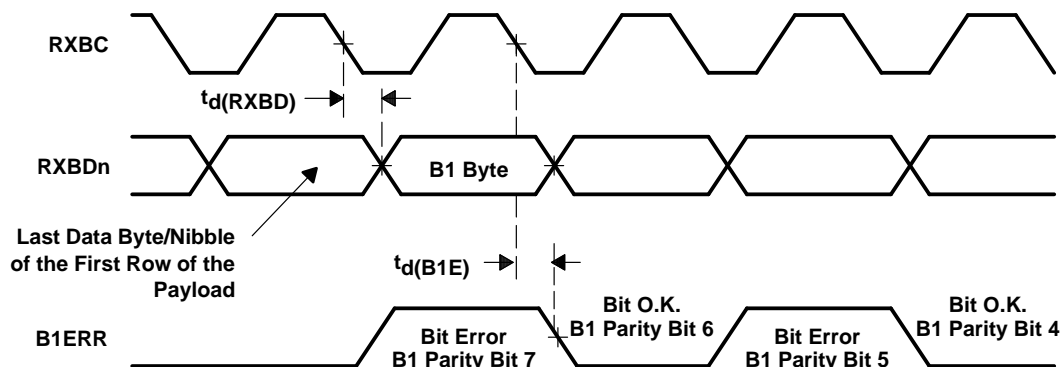 RXBC
td(RXBD)
RXBDn
B1 Byte
Last Data Byte/Nibble
of the First Row of the
Payload
td(B1E)
B1ERR
Bit Error
B1 Parity Bit 7
Bit O.K.
B1 Parity Bit 6
Bit Error
B1 Parity Bit 5
Bit O.K.
B1 Parity Bit 4